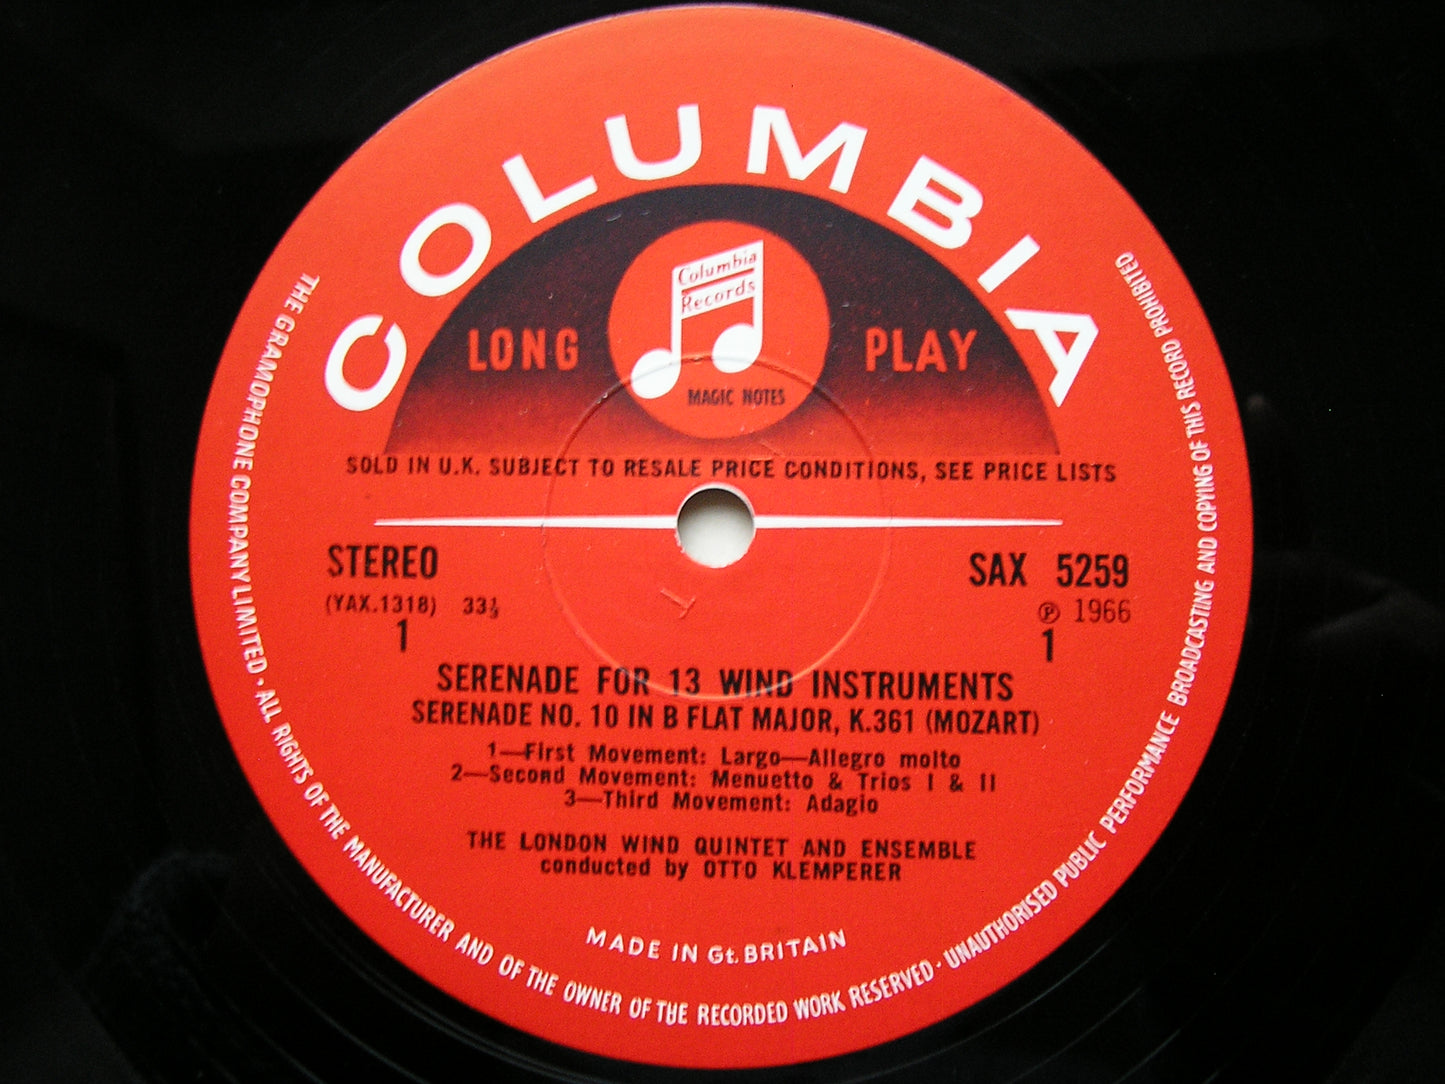 COLUMBIA
Columbia
Records
LONG PLAY
MAGIC NOTES
SOLD IN U.K. SUBJECT TO RESALE PRICE CONDITIONS, SEE PRICE LISTS
STEREO SAX 5259
(YAX.1318) 33⅓ ℗ 1966
1 1
SERENADE FOR 13 WIND INSTRUMENTS
SERENADE NO. 10 IN B FLAT MAJOR, K.361 (MOZART)
1—First Movement: Largo—Allegro molto
2—Second Movement: Menuetto & Trios I & II
3—Third Movement: Adagio
THE LONDON WIND QUINTET AND ENSEMBLE
conducted by OTTO KLEMPERER
MADE IN Gt. BRITAIN
THE GRAMOPHONE COMPANY LIMITED · ALL RIGHTS OF THE MANUFACTURER AND OF THE OWNER OF THE RECORDED WORK RESERVED · UNAUTHORISED PUBLIC PERFORMANCE BROADCASTING AND COPYING OF THIS RECORD PROHIBITED